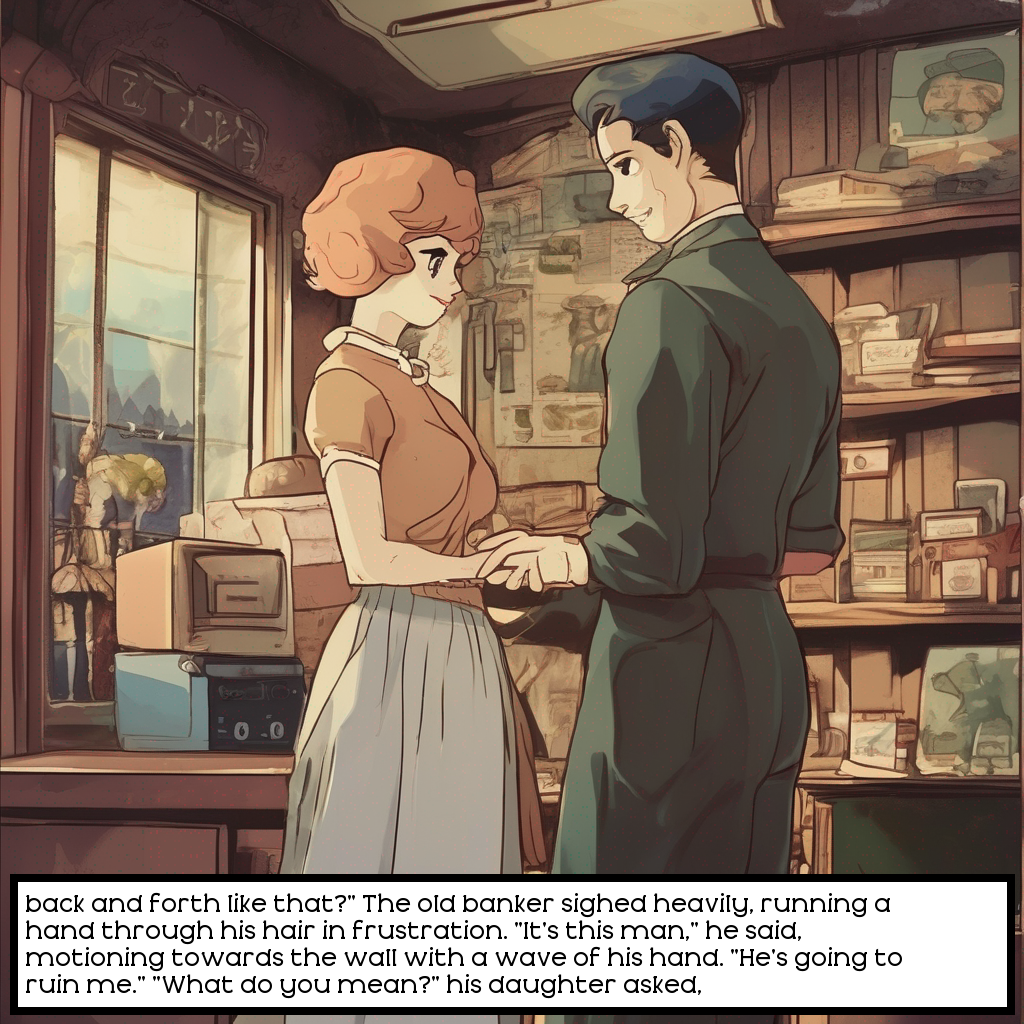 back and forth like that?" The old banker sighed heavily, running a
hand through his hair in frustration. "It's this man," he said,
motioning towards the wall with a wave of his hand. "He's going to
ruin me." "What do you mean?" his daughter asked,